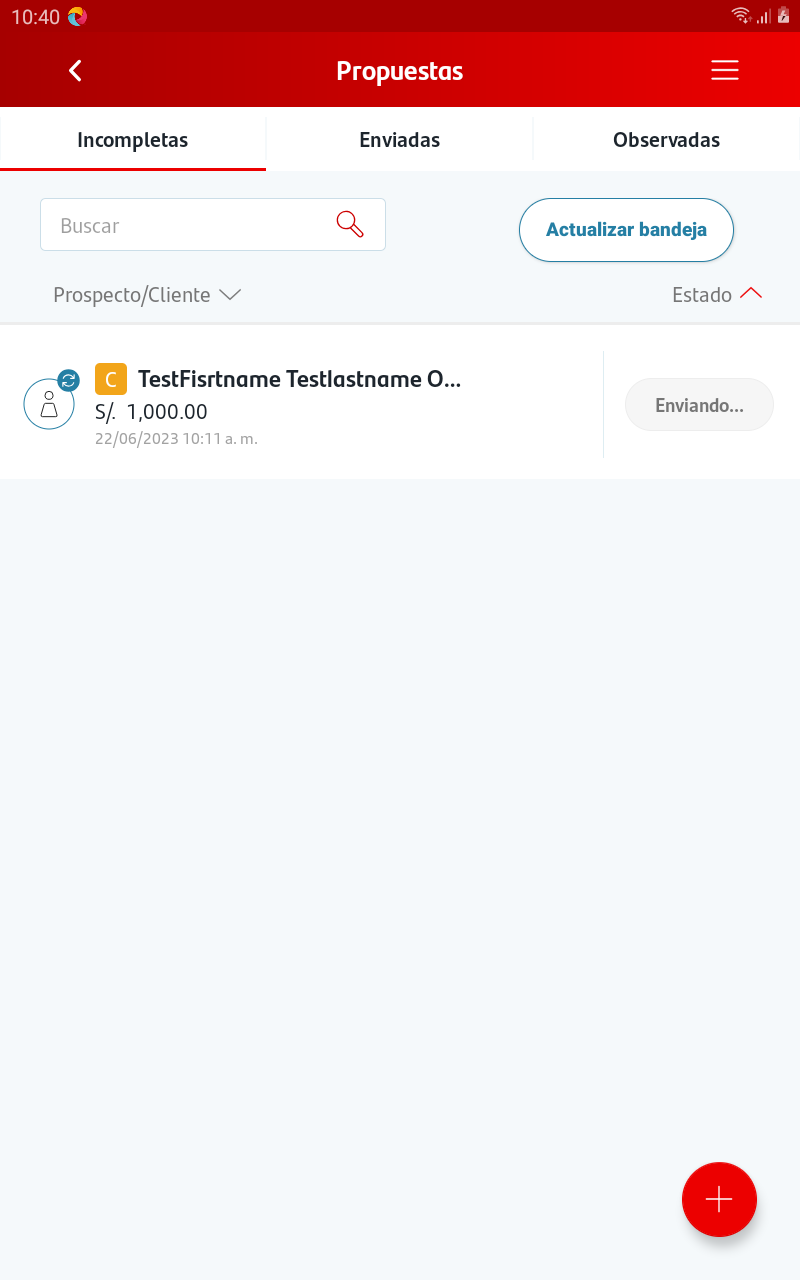 10:40
Propuestas
Incompletas Enviadas Observadas
Buscar
Actualizar bandeja
Prospecto/Cliente Estado
C TestFisrtname Testlastname O...
S/. 1,000.00
22/06/2023 10:11 a. m.
Enviando...